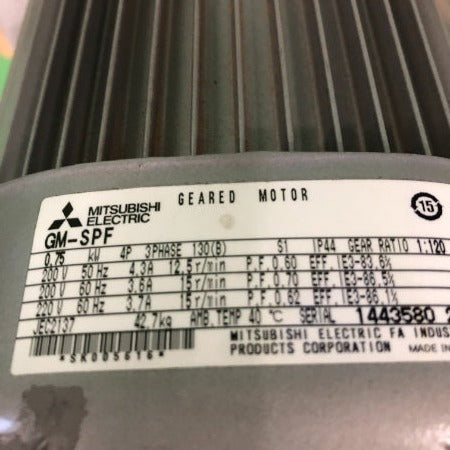 GEARED MOTOR
MITSUBISHI
ELECTRIC
15
GM-SPF
0.75 kW 4P 3PHASE 130(B) S1 IP44 GEAR RATIO 1:120
200 V 50 Hz 4.3A 12.5r/min P.F.0.60 EFF.IE3-83.6%
200 V 60 Hz 3.6A 15r/min P.F.0.70 EFF.IE3-86.5%
220 V 60 Hz 3.7A 15r/min P.F.0.62 EFF.IE3-86.1%
JEC2137 42.7kg AMB.TEMP 40 ℃ SERIAL 1443580 2
*SK005616*
MITSUBISHI ELECTRIC FA INDUS
PRODUCTS CORPORATION MADE IN